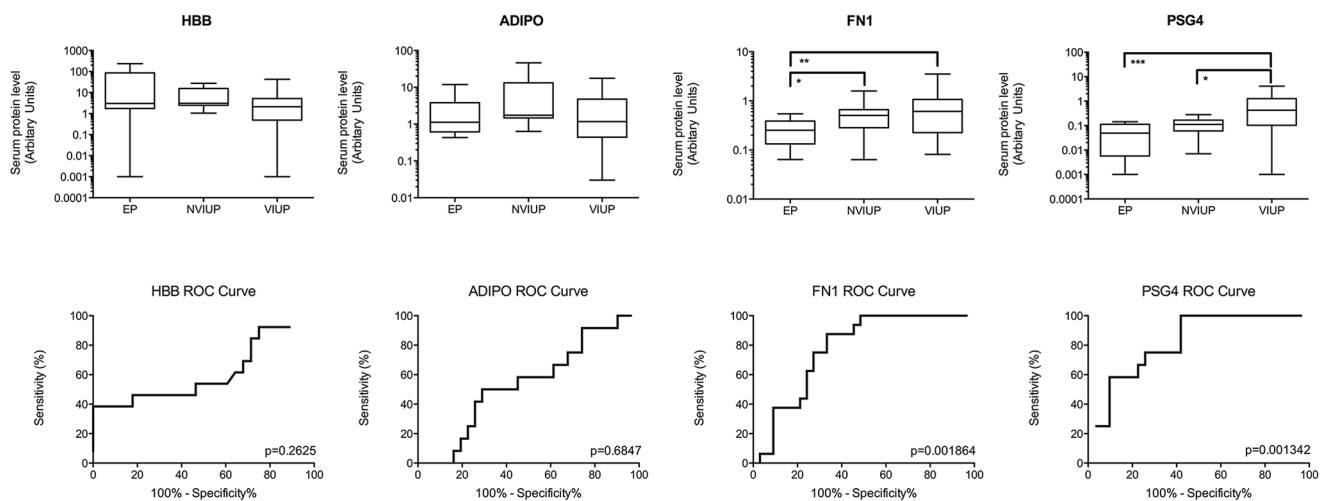 HBB
1000
100
10
1
0.1
0.01
0.001
0.0001
Serum protein level
(Arbitary Units)
EP NVIUP VIUP
ADIPO
100
10
1
0.1
0.01
Serum protein level
(Arbitary Units)
EP NVIUP VIUP
FN1
10
1
0.1
0.01
Serum protein level
(Arbitary Units)
**
*
EP NVIUP VIUP
PSG4
100
10
1
0.1
0.01
0.001
0.0001
Serum protein level
(Arbitary Units)
***
*
EP NVIUP VIUP
HBB ROC Curve
100
80
60
40
20
0
Sensitivity (%)
p=0.2625
0 20 40 60 80 100
100% - Specificity%
ADIPO ROC Curve
100
80
60
40
20
0
Sensitivity (%)
p=0.6847
0 20 40 60 80 100
100% - Specificity%
FN1 ROC Curve
100
80
60
40
20
0
Sensitivity (%)
p=0.001864
0 20 40 60 80 100
100% - Specificity%
PSG4 ROC Curve
100
80
60
40
20
0
Sensitivity (%)
p=0.001342
0 20 40 60 80 100
100% - Specificity%